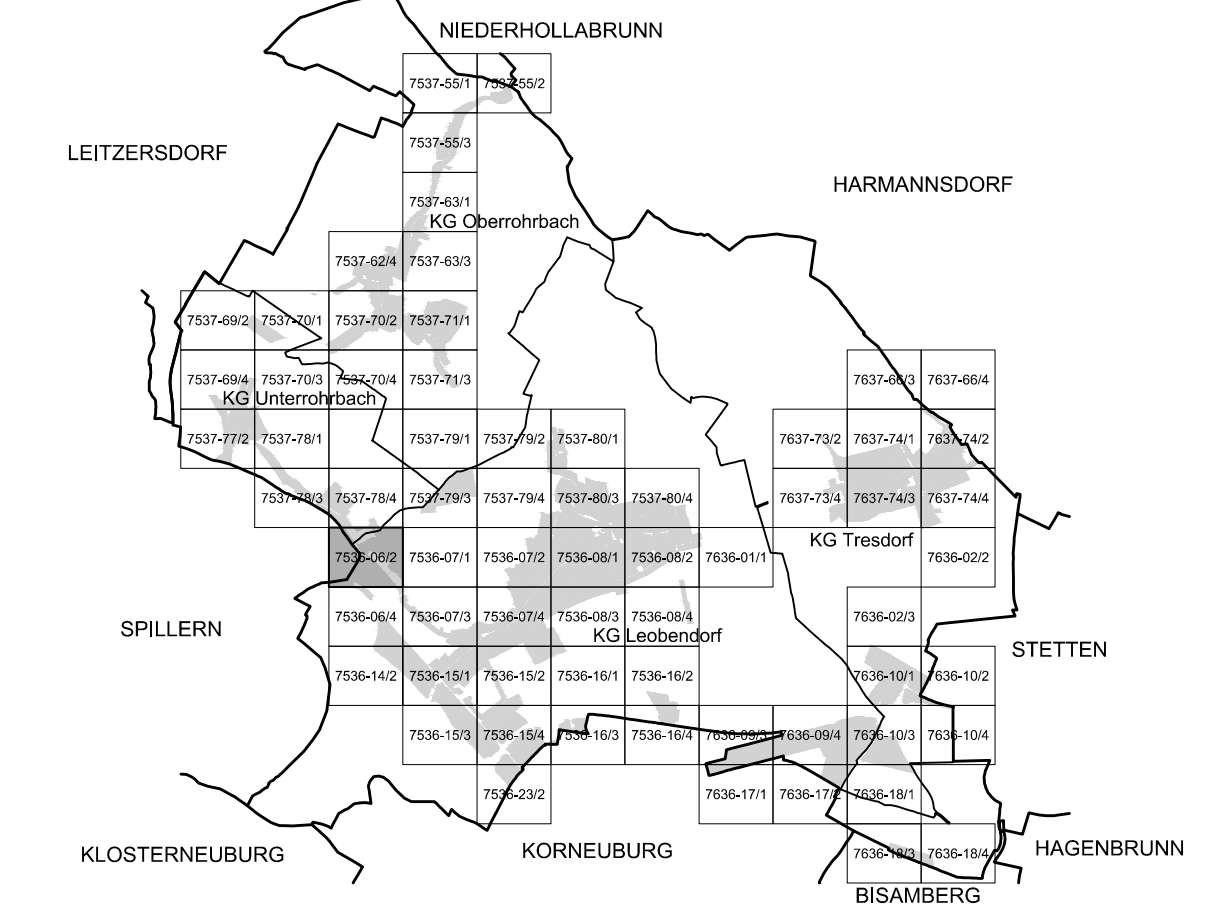 NIEDERHOLLABRUNN
7537-55/1 7537-55/2
7537-55/3
LEITZERSDORF
HARMANNSDORF
7537-63/1
KG Oberrohrbach
7537-62/4 7537-63/3
7537-69/2 7537-70/1 7537-70/2 7537-71/1
7537-69/4 7537-70/3 7537-70/4 7537-71/3 7637-66/3 7637-66/4
KG Unterrohrbach
7537-77/2 7537-78/1 7537-79/1 7537-79/2 7537-80/1 7637-73/2 7637-74/1 7637-74/2
7537-78/3 7537-78/4 7537-79/3 7537-79/4 7537-80/3 7537-80/4 7637-73/4 7637-74/3 7637-74/4
KG Tresdorf
7536-06/2 7536-07/1 7536-07/2 7536-08/1 7536-08/2 7636-01/1 7636-02/2
7536-06/4 7536-07/3 7536-07/4 7536-08/3 7536-08/4 7636-02/3
SPILLERN
KG Leobendorf
STETTEN
7536-14/2 7536-15/1 7536-15/2 7536-16/1 7536-16/2 7636-10/1 7636-10/2
7536-15/3 7536-15/4 7536-16/3 7536-16/4 7636-09/3 7636-09/4 7636-10/3 7636-10/4
7536-23/2 7636-17/1 7636-17/2 7636-18/1
KLOSTERNEUBURG
KORNEUBURG
HAGENBRUNN
7636-18/3 7636-18/4
BISAMBERG